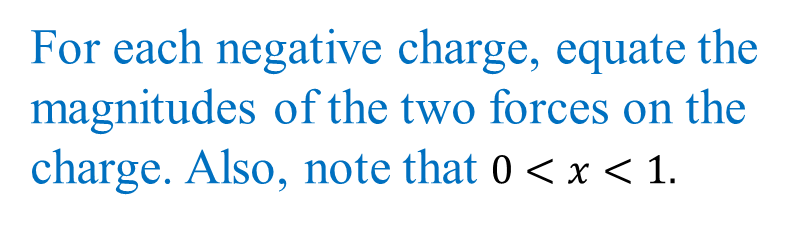 For each negative charge, equate the
magnitudes of the two forces on the
charge. Also, note that 0 < x < 1.